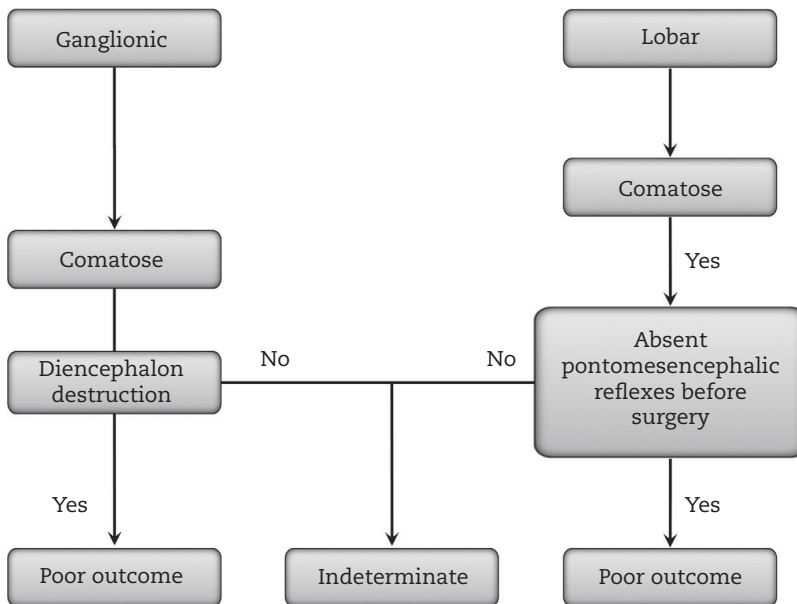 Ganglionic
Lobar
Comatose
Yes
Comatose
Absent
pontomesencephalic
reflexes before
surgery
No
No
Diencephalon
destruction
Yes
Yes
Poor outcome
Indeterminate
Poor outcome